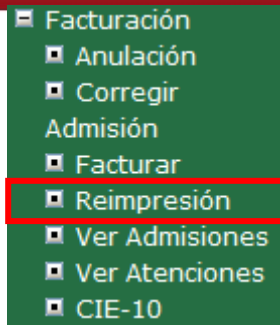 Facturación
Anulación
Corregir
Admisión
Facturar
Reimpresión
Ver Admisiones
Ver Atenciones
CIE-10